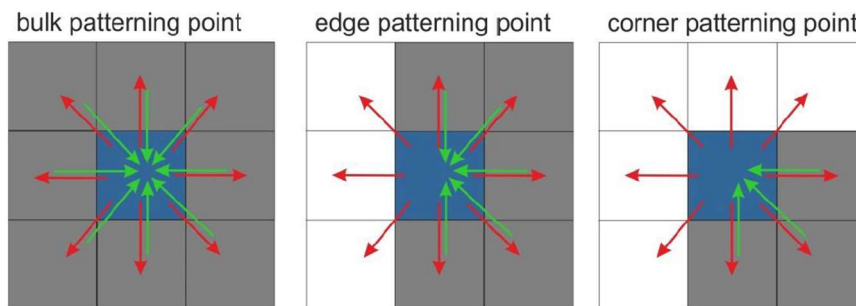 bulk patterning point
edge patterning point
corner patterning point